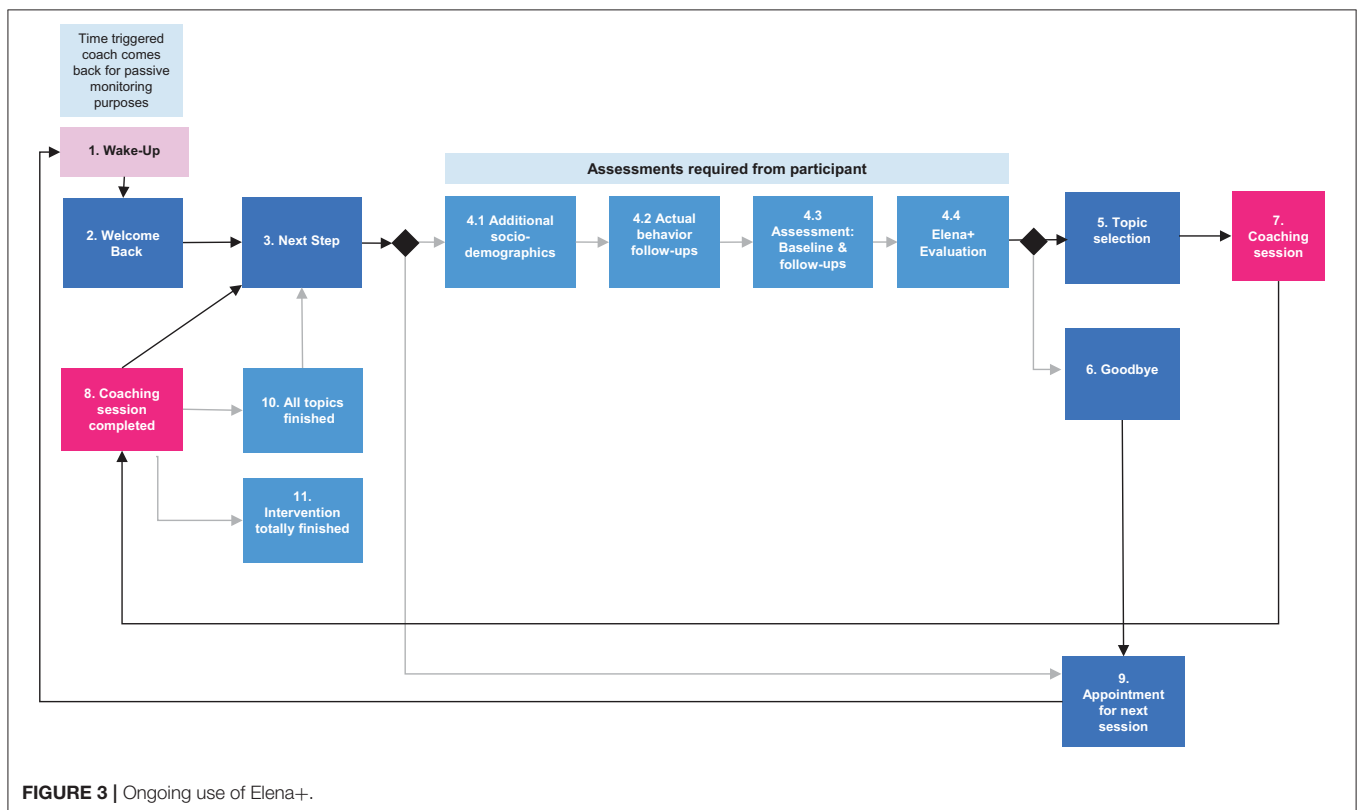 Time triggered
coach comes
back for passive
monitoring
purposes
1. Wake-Up
2. Welcome
Back
3. Next Step
Assessments required from participant
4.1 Additional
socio-
demographics
4.2 Actual
behavior
follow-ups
4.3
Assessment:
Baseline &
follow-ups
4.4
Elena+
Evaluation
5. Topic
selection
7.
Coaching
session
6. Goodbye
8. Coaching
session
completed
10. All topics
finished
11.
Intervention
totally finished
9.
Appointment
for next
session
FIGURE 3 | Ongoing use of Elena+.